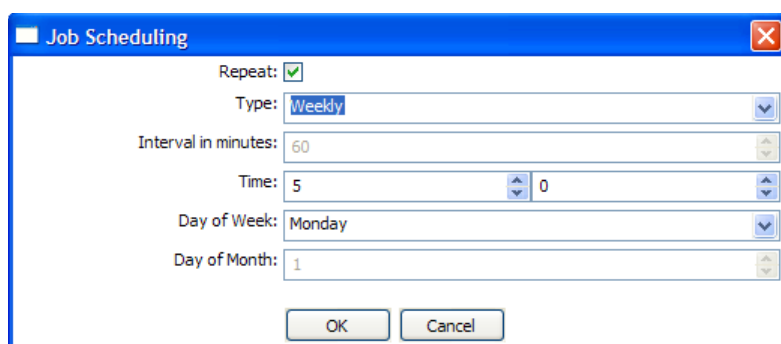 Job Scheduling
Repeat:
Type: Weekly
Interval in minutes: 60
Time: 5 0
Day of Week: Monday
Day of Month: 1
OK Cancel